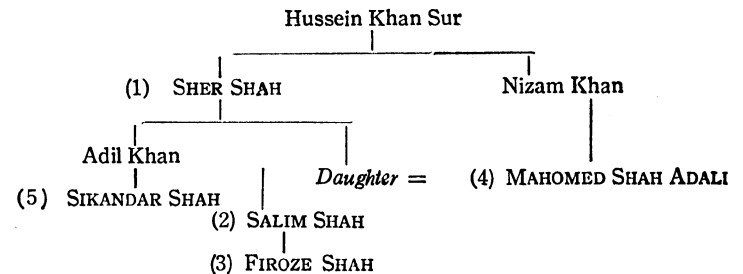 Hussein Khan Sur
(1) SHER SHAH Nizam Khan
Adil Khan
Daughter = (4) MAHOMED SHAH ADALI
(5) SIKANDAR SHAH
(2) SALIM SHAH
(3) FIROZE SHAH